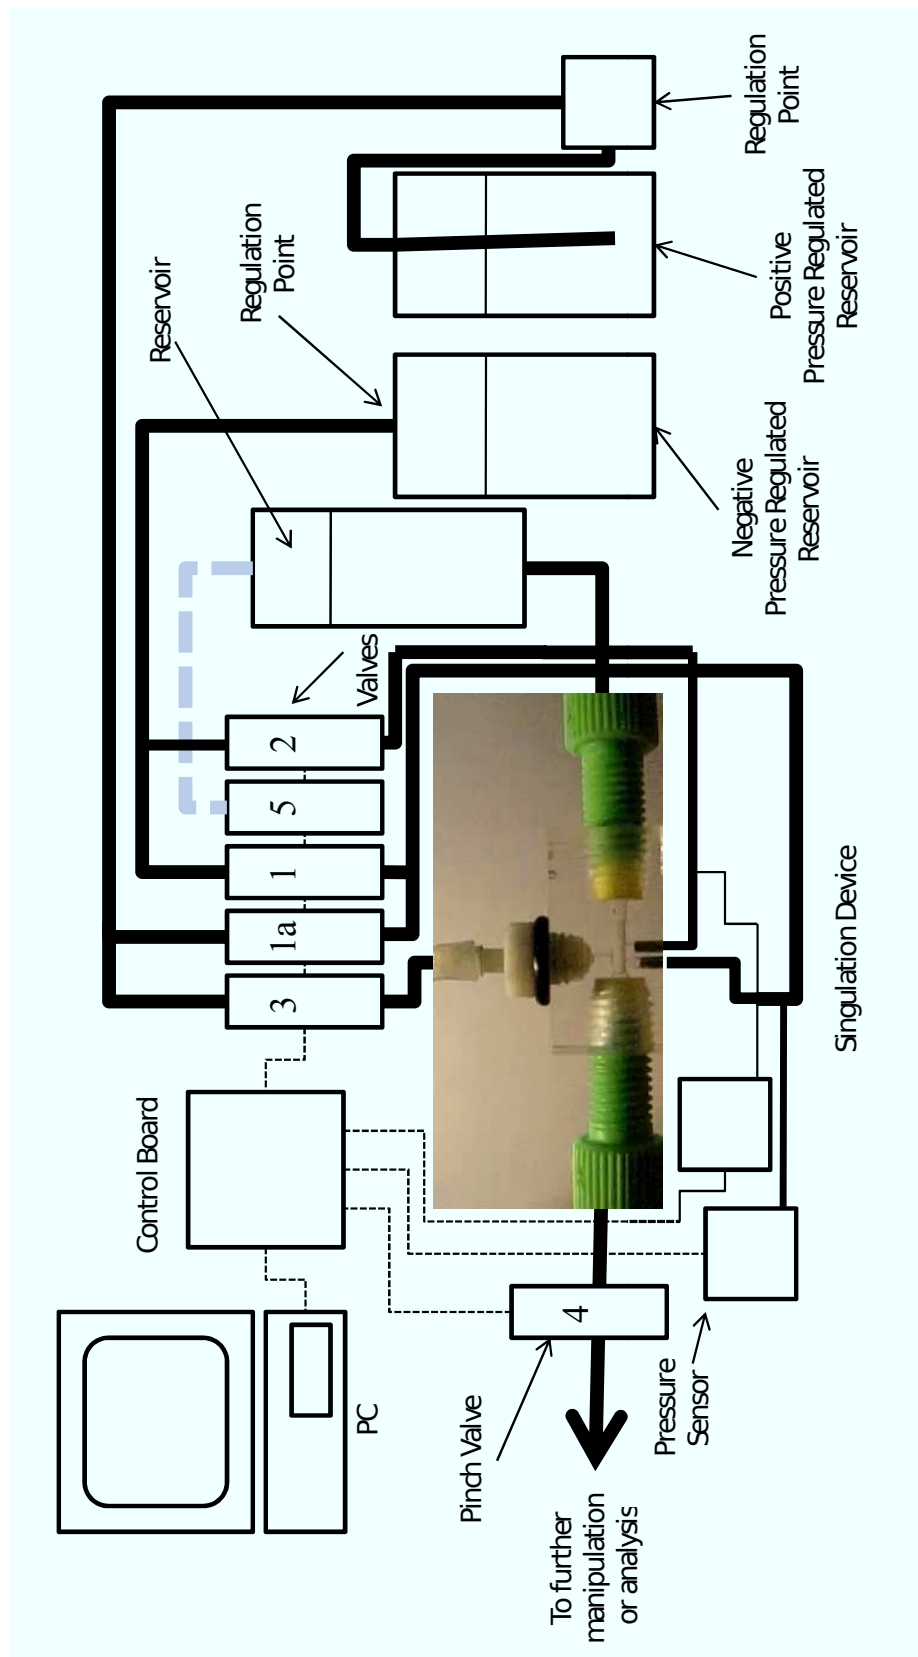 PC
Control Board
3
1a
1
5
2
Valves
Reservoir
Regulation
Point
Regulation
Point
Positive
Pressure Regulated
Reservoir
Negative
Pressure Regulated
Reservoir
Singulation Device
4
Pinch Valve
Pressure
Sensor
To further
manipulation
or analysis